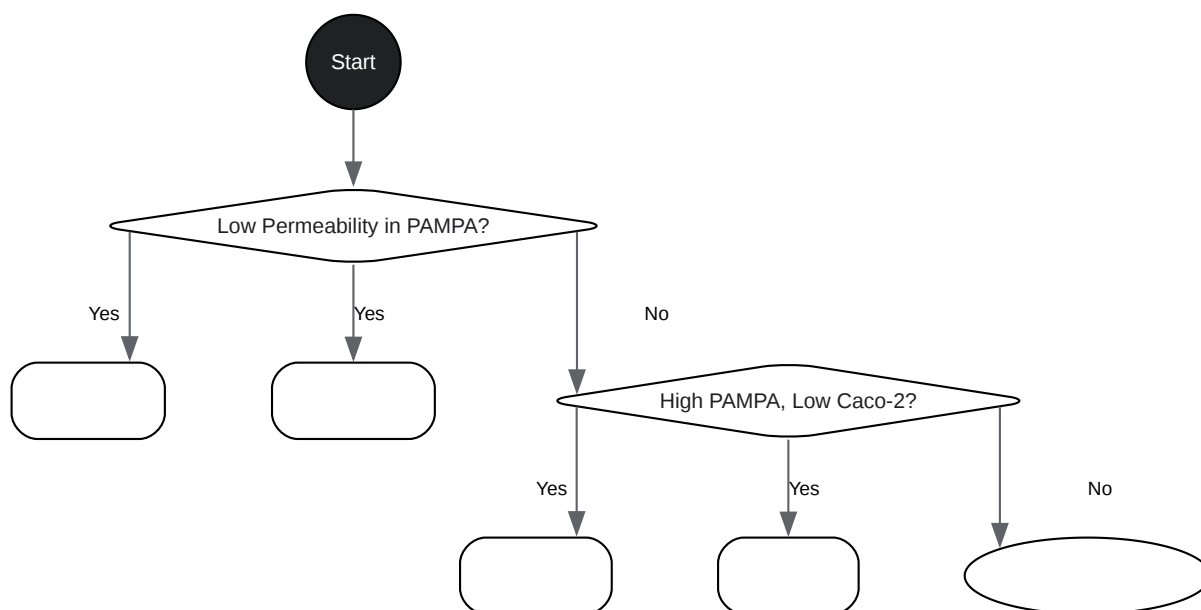 Start
Low Permeability in PAMPA?
Yes
Yes
No
High PAMPA, Low Caco-2?
Yes
Yes
No